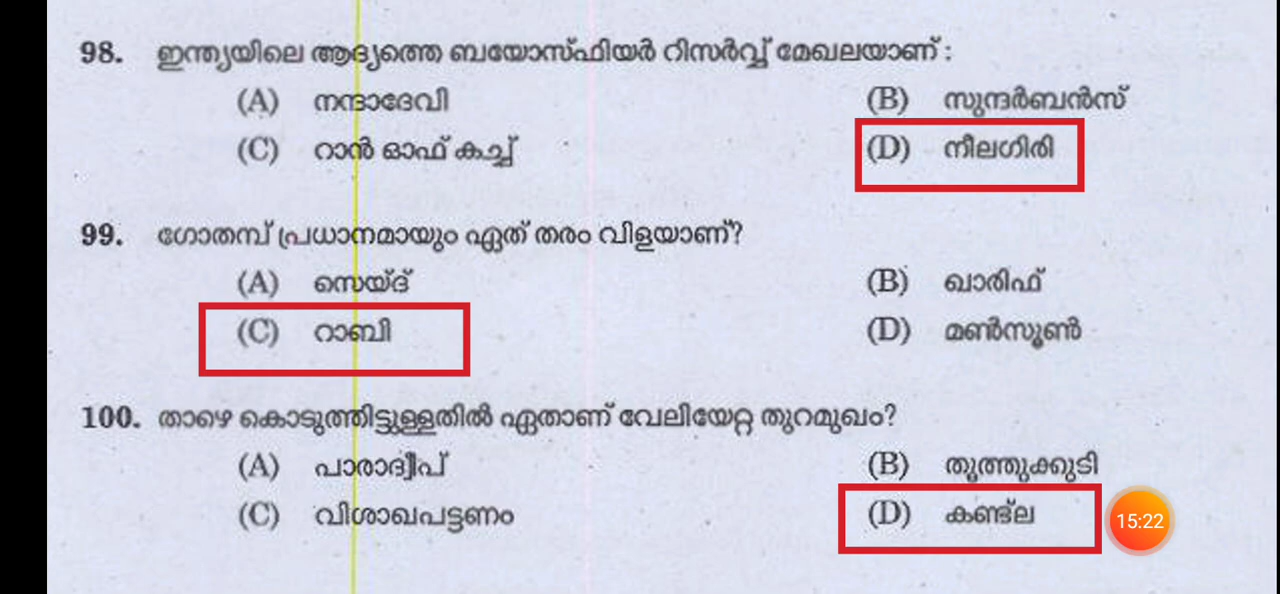 98. ഇന്ത്യയിലെ ആദ്യത്തെ ബയോസ്ഫിയർ റിസർവ്വ് മേഖലയാണ് :
(A) നന്ദാദേവി (B) സുന്ദർബൻസ്
(C) റാൻ ഓഫ് കച്ച് (D) നീലഗിരി
99. ഗോതമ്പ് പ്രധാനമായും ഏത് തരം വിളയാണ്?
(A) സെയ്ദ് (B) ഖാരിഫ്
(C) റാബി (D) മൺസൂൺ
100. താഴെ കൊടുത്തിട്ടുള്ളതിൽ ഏതാണ് വേലിയേറ്റ തുറമുഖം?
(A) പാരാദ്വീപ് (B) തൂത്തുക്കുടി
(C) വിശാഖപട്ടണം (D) കണ്ട്ല
15:22